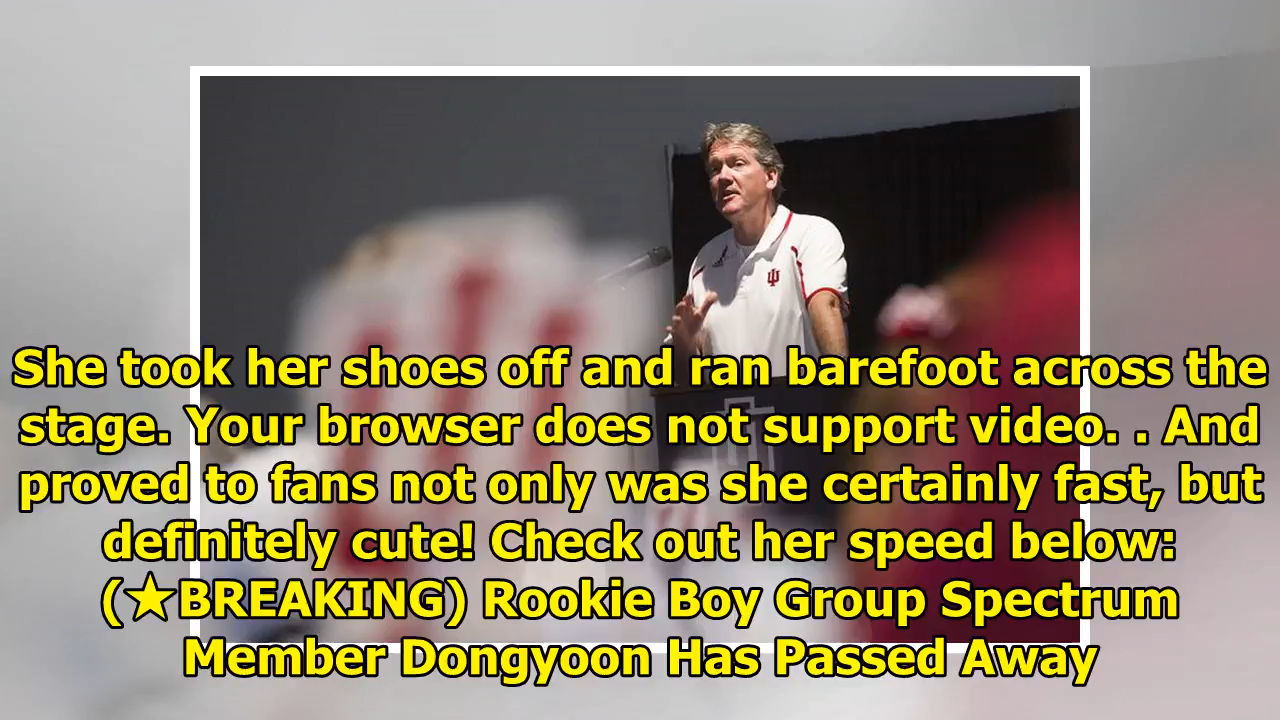 She took her shoes off and ran barefoot across the
stage. Your browser does not support video. . And
proved to fans not only was she certainly fast, but
definitely cute! Check out her speed below:
(★BREAKING) Rookie Boy Group Spectrum
Member Dongyoon Has Passed Away